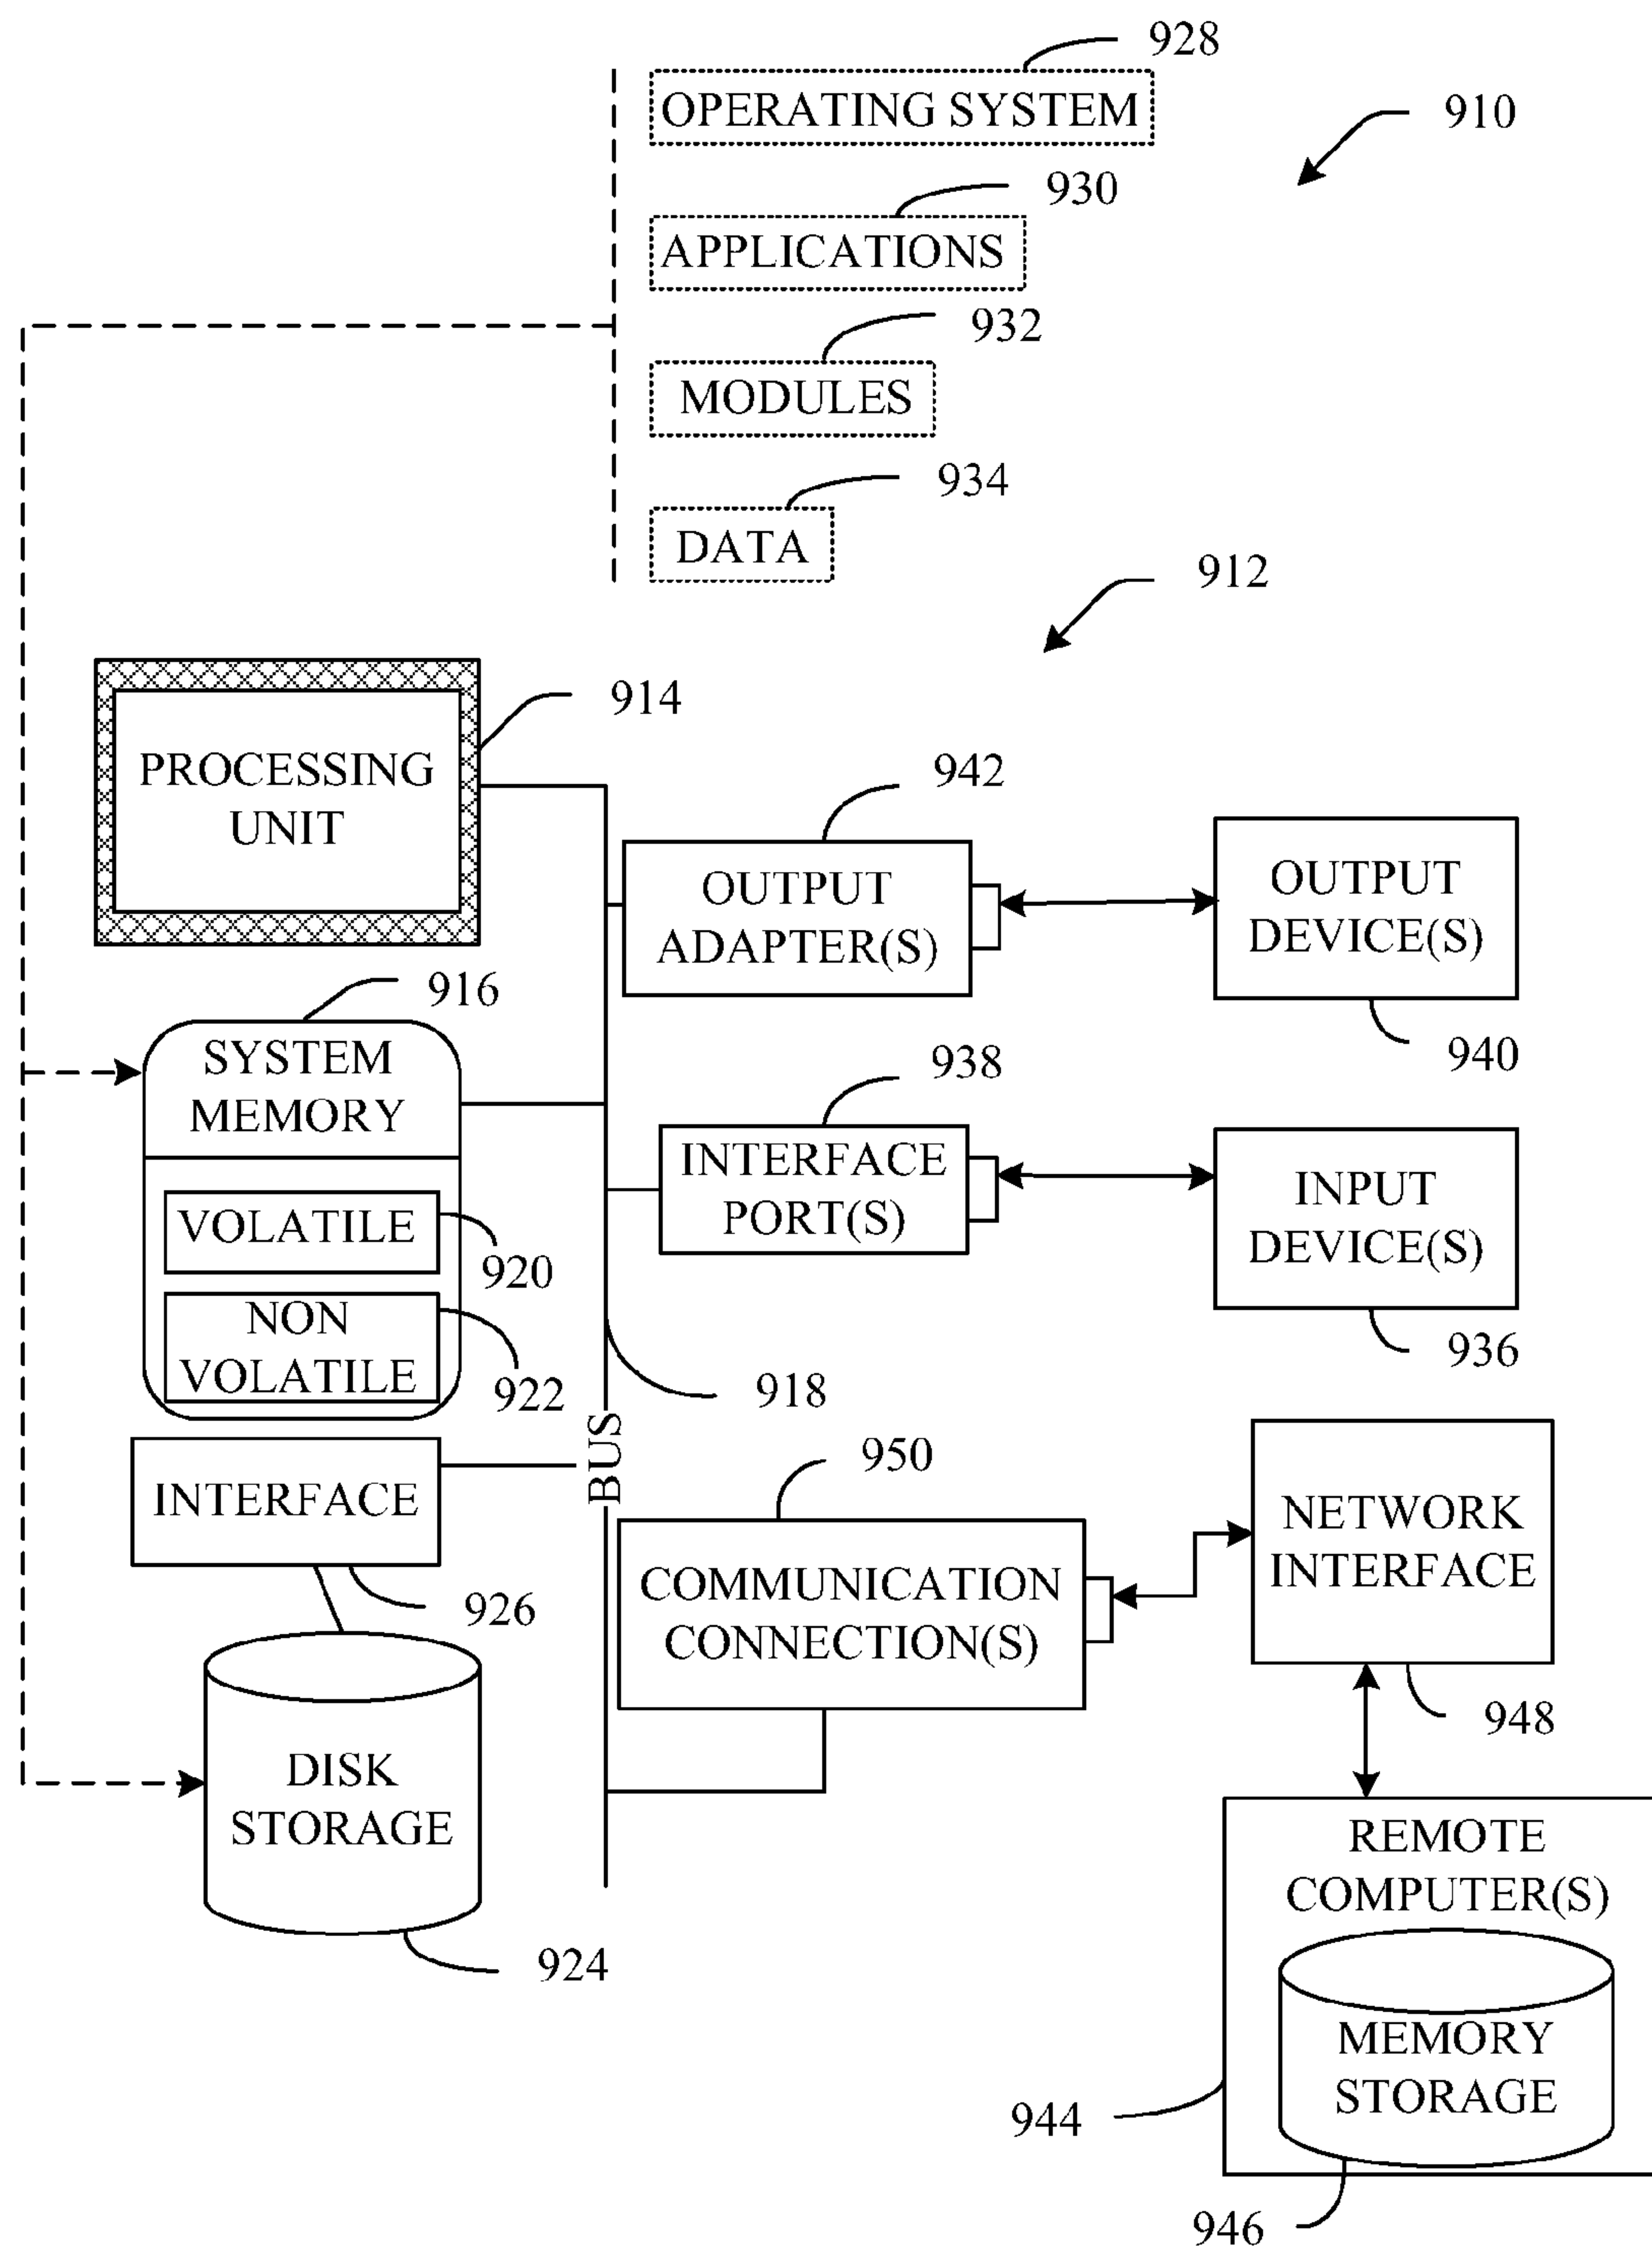 928
OPERATING SYSTEM
910
930
APPLICATIONS
932
MODULES
934
DATA
912
914
PROCESSING
UNIT
942
OUTPUT
ADAPTER(S)
OUTPUT
DEVICE(S)
940
916
SYSTEM
MEMORY
938
INTERFACE
PORT(S)
INPUT
DEVICE(S)
936
VOLATILE
920
NON
VOLATILE
922
918
BUS
INTERFACE
926
950
COMMUNICATION
CONNECTION(S)
NETWORK
INTERFACE
948
DISK
STORAGE
924
REMOTE
COMPUTER(S)
MEMORY
STORAGE
944
946